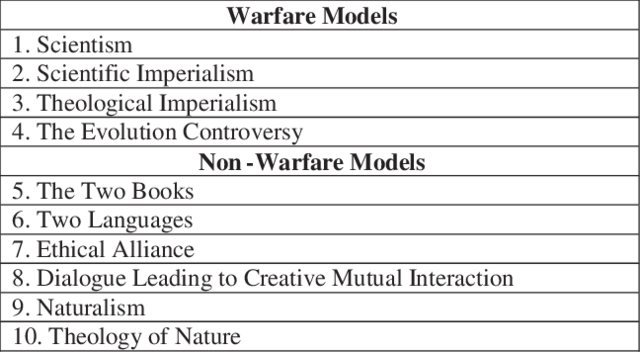 Warfare Models
1. Scientism
2. Scientific Imperialism
3. Theological Imperialism
4. The Evolution Controversy
Non-Warfare Models
5. The Two Books
6. Two Languages
7. Ethical Alliance
8. Dialogue Leading to Creative Mutual Interaction
9. Naturalism
10. Theology of Nature